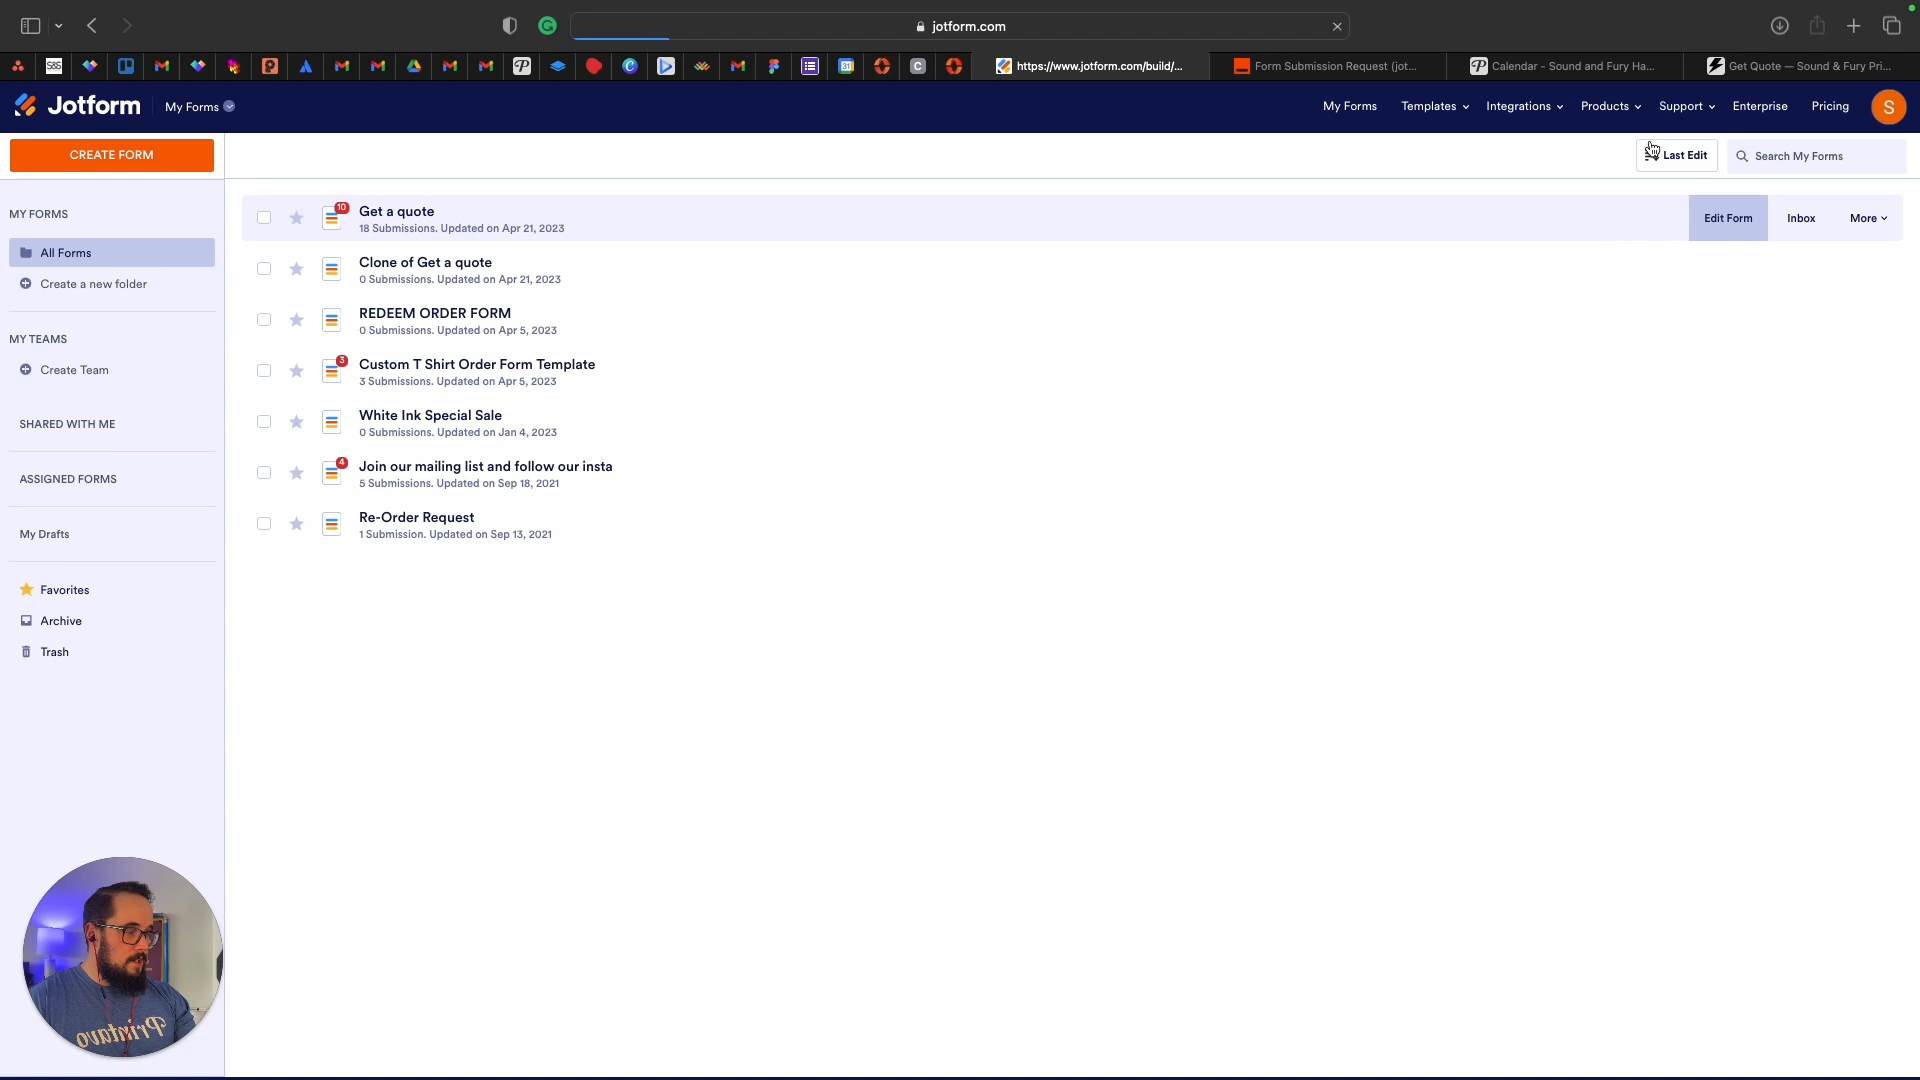 jotform.com
S&S
31
C
https://www.jotform.com/build/...
Form Submission Request (jot...
Calendar - Sound and Fury Ha...
Get Quote — Sound & Fury Pri...
Jotform
My Forms
My Forms
Templates
Integrations
Products
Support
Enterprise
Pricing
S
CREATE FORM
Last Edit
Search My Forms
MY FORMS
All Forms
Create a new folder
MY TEAMS
Create Team
SHARED WITH ME
ASSIGNED FORMS
My Drafts
Favorites
Archive
Trash
10
Get a quote
18 Submissions. Updated on Apr 21, 2023
Edit Form
Inbox
More
Clone of Get a quote
0 Submissions. Updated on Apr 21, 2023
REDEEM ORDER FORM
0 Submissions. Updated on Apr 5, 2023
3
Custom T Shirt Order Form Template
3 Submissions. Updated on Apr 5, 2023
White Ink Special Sale
0 Submissions. Updated on Jan 4, 2023
4
Join our mailing list and follow our insta
5 Submissions. Updated on Sep 18, 2021
Re-Order Request
1 Submission. Updated on Sep 13, 2021
Printavo